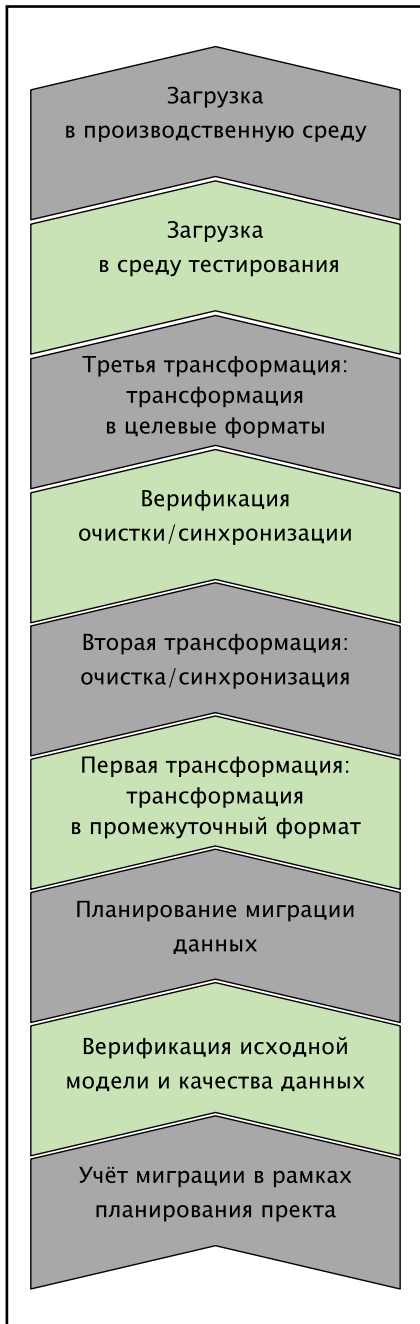 Загрузка
в производственную среду
Загрузка
в среду тестирования
Третья трансформация:
трансформация
в целевые форматы
Верификация
очистки/синхронизации
Вторая трансформация:
очистка/синхронизация
Первая трансформация:
трансформация
в промежуточный формат
Планирование миграции
данных
Верификация исходной
модели и качества данных
Учёт миграции в рамках
планирования пректа